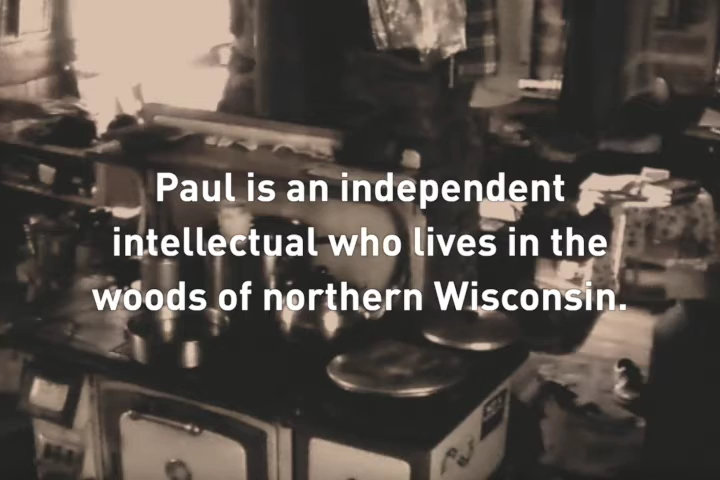 Paul is an independent
intellectual who lives in the
woods of northern Wisconsin.